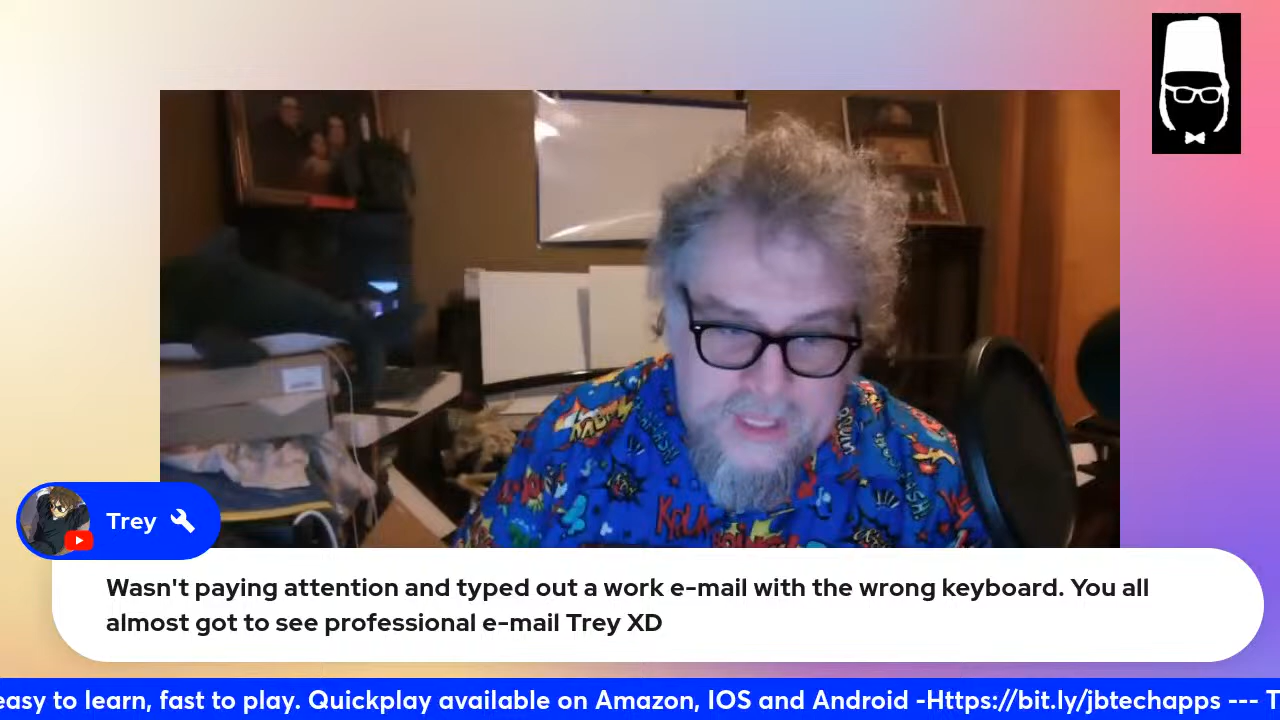 Trey
Wasn't paying attention and typed out a work e-mail with the wrong keyboard. You all
almost got to see professional e-mail Trey XD
easy to learn, fast to play. Quickplay available on Amazon, IOS and Android -Https://bit.ly/jbtechapps --- T